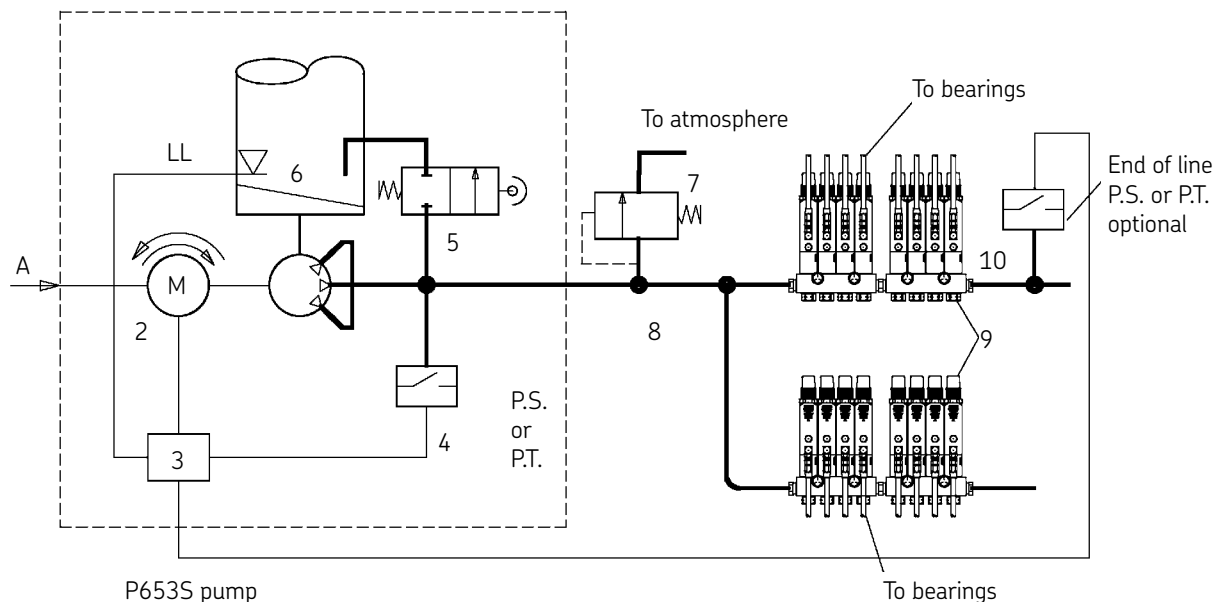 To bearings
To atmosphere
End of line
P.S. or P.T.
optional
LL
6
7
5
10
A
M
2
8
9
P.S.
or
P.T.
4
3
P653S pump
To bearings